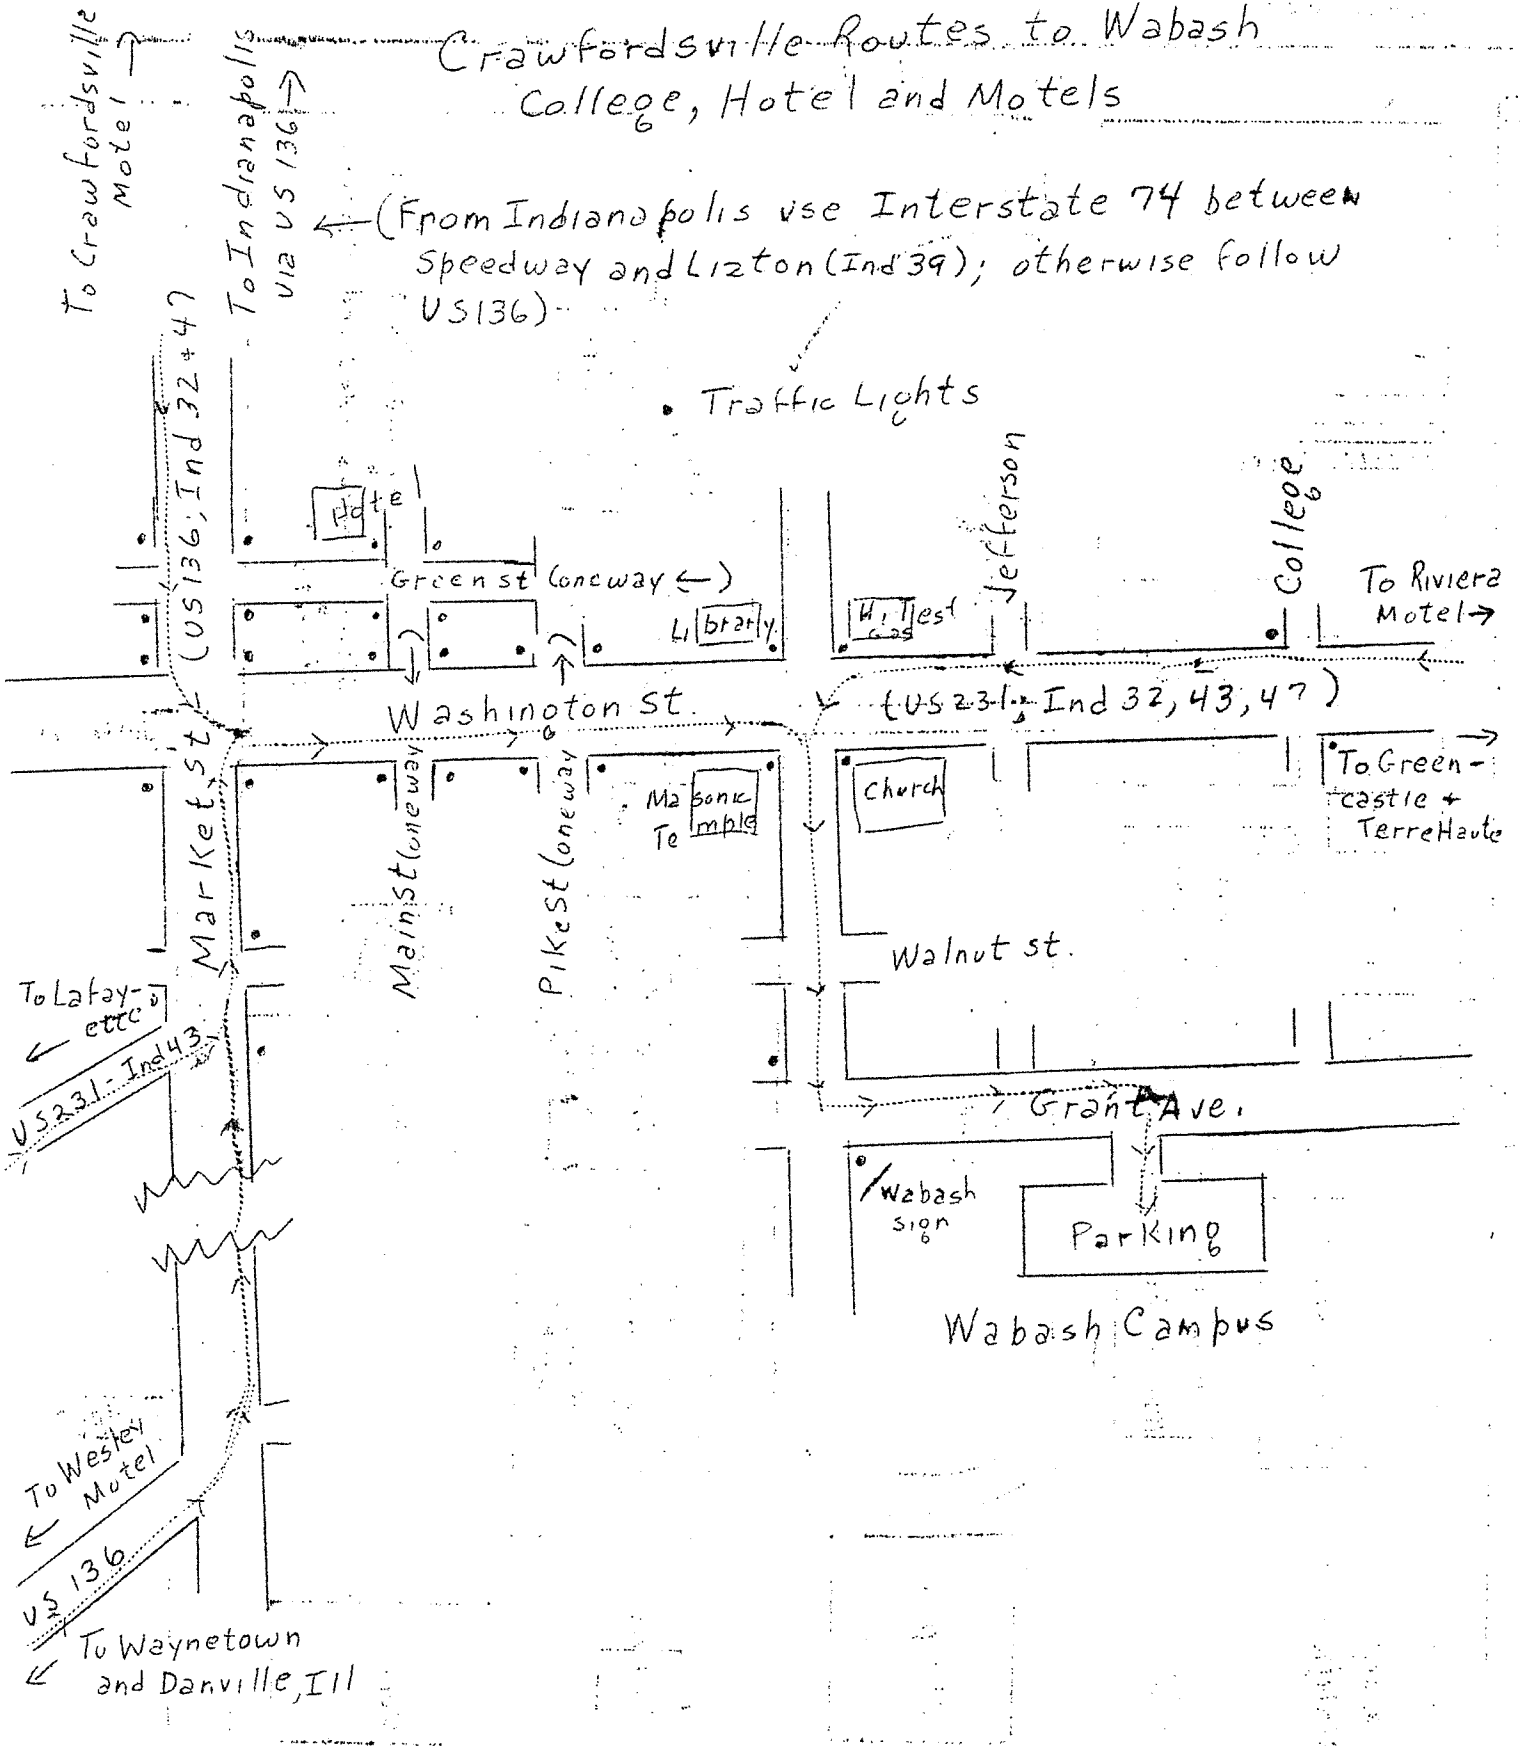 Crawfordsville Routes to Wabash
College, Hotel and Motels
To Crawfordsville
Motel →
To Indianapolis
via US 136 →
← (From Indianapolis use Interstate 74 between
Speedway and Lizton (Ind 39); otherwise follow
US136)
• Traffic Lights
(US 136; Ind 32 + 47
Hotel
Green st (oneway ←)
Library
Hi, Test
Gas
Jefferson
College
To Riviera
Motel →
Washington St.
(US 231; Ind 32, 43, 47)
Market st
Main st (oneway →)
Pike st (oneway →)
Masonic
Temple
Church
To Green-
castle +
Terre Haute
Walnut st.
To Lafay-
ette
←
US231 - Ind 43
Grant Ave.
Wabash
sign
Parking
Wabash Campus
To Wesley
Motel
←
US 136
To Waynetown
← and Danville, Ill